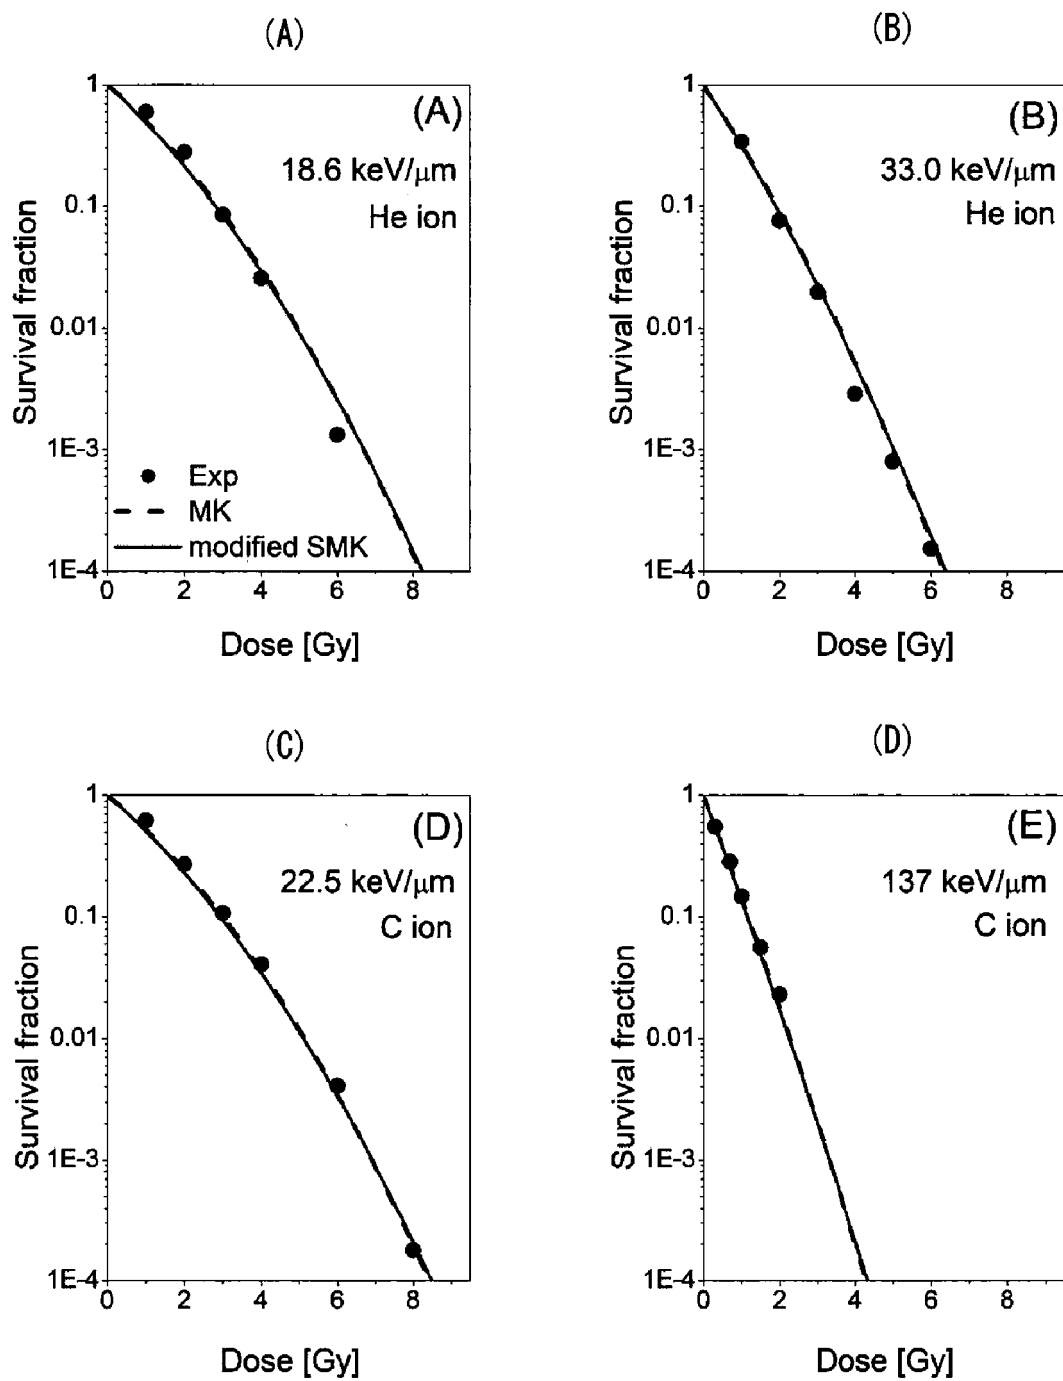 (A)
1
0.1
0.01
1E-3
1E-4
Survival fraction
(A)
18.6 keV/μm
He ion
Exp
MK
modified SMK
0 2 4 6 8
Dose [Gy]
(B)
1
0.1
0.01
1E-3
1E-4
Survival fraction
(B)
33.0 keV/μm
He ion
0 2 4 6 8
Dose [Gy]
(C)
1
0.1
0.01
1E-3
1E-4
Survival fraction
(D)
22.5 keV/μm
C ion
0 2 4 6 8
Dose [Gy]
(D)
1
0.1
0.01
1E-3
1E-4
Survival fraction
(E)
137 keV/μm
C ion
0 2 4 6 8
Dose [Gy]